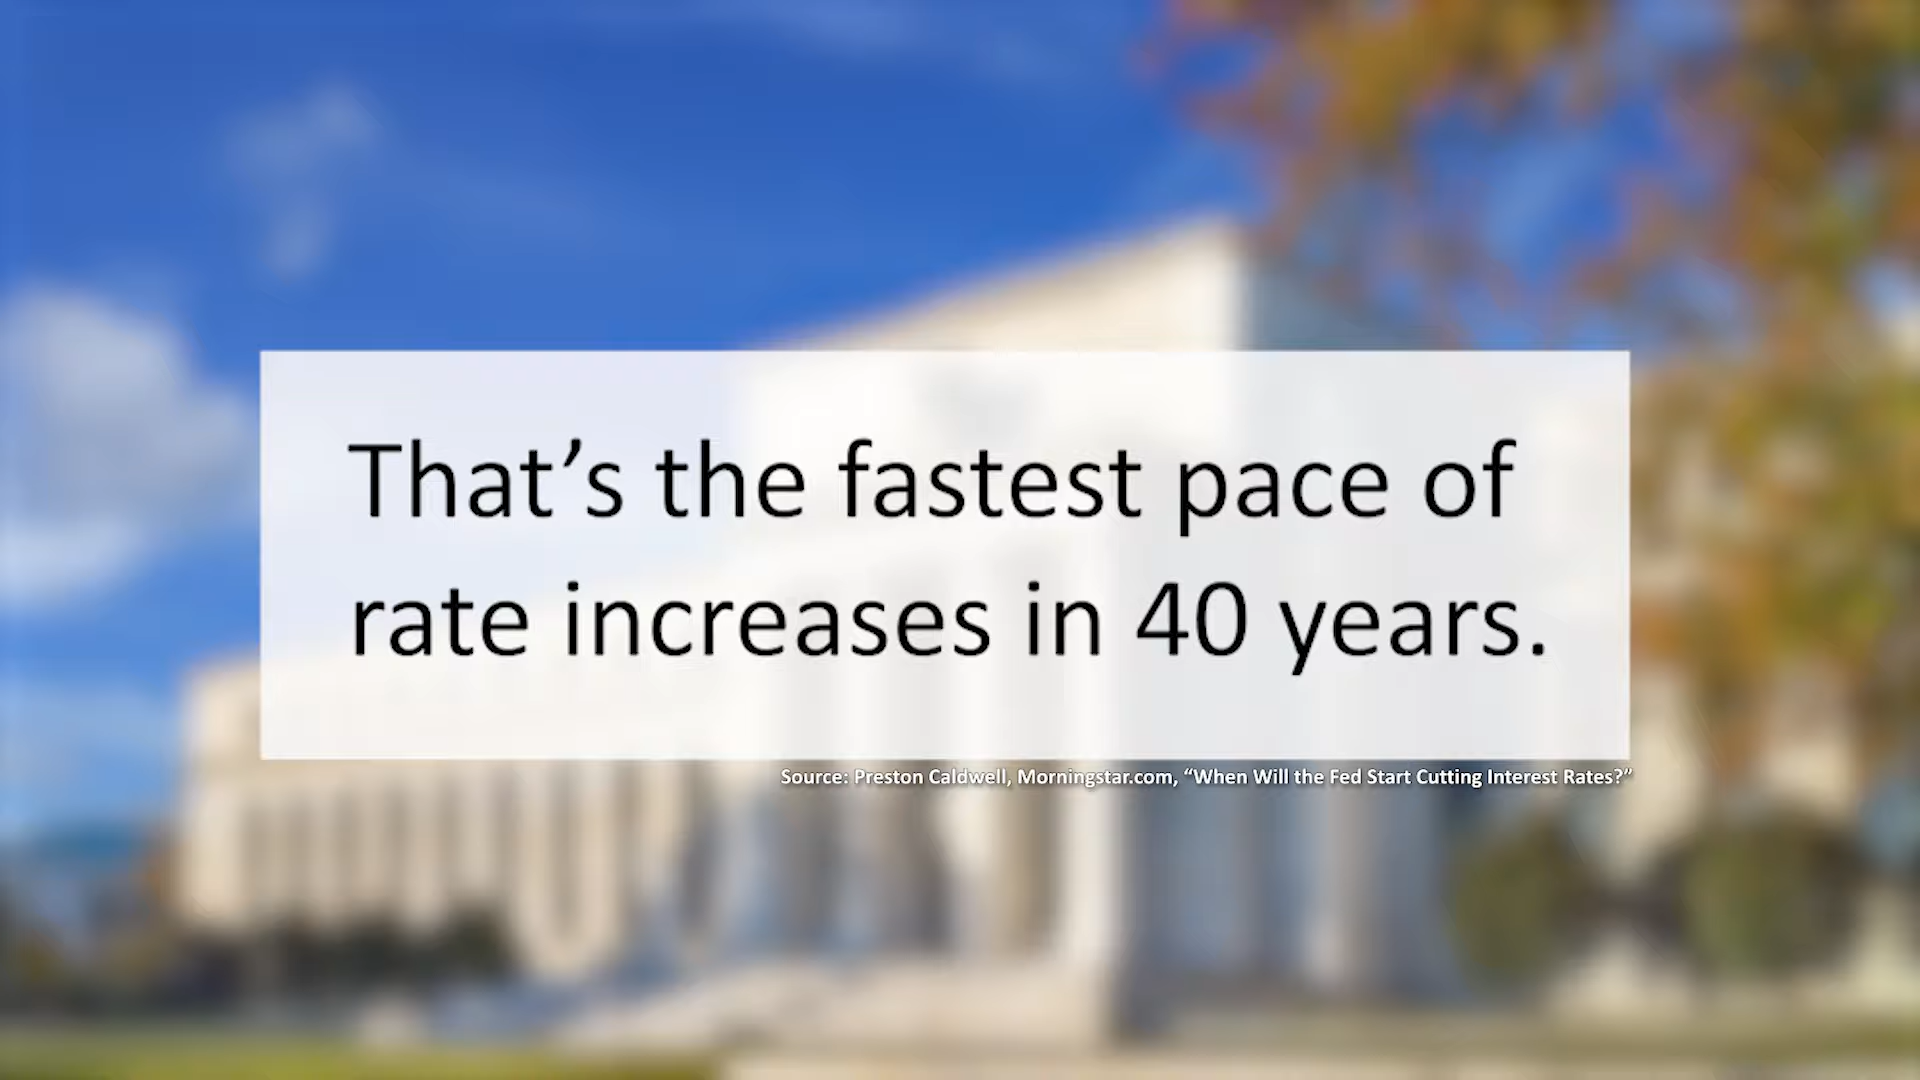 That’s the fastest pace of
rate increases in 40 years.
Source: Preston Caldwell, Morningstar.com, “When Will the Fed Start Cutting Interest Rates?”